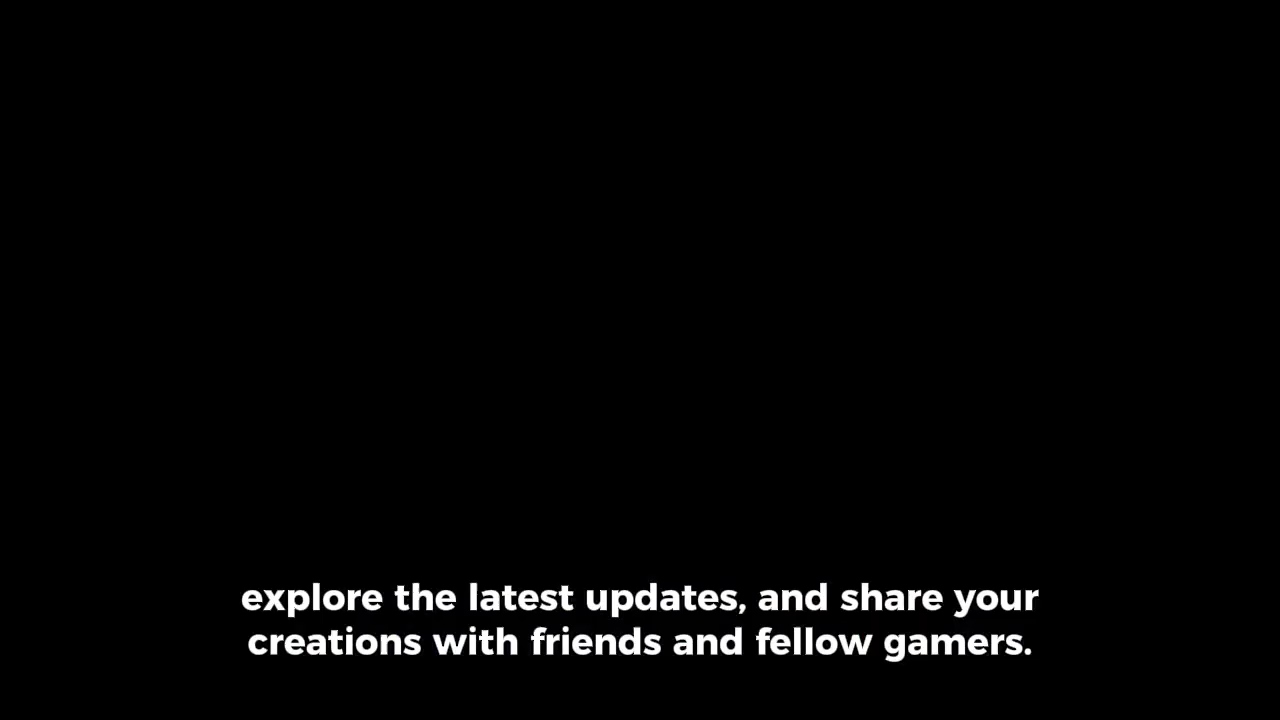 explore the latest updates, and share your
creations with friends and fellow gamers.